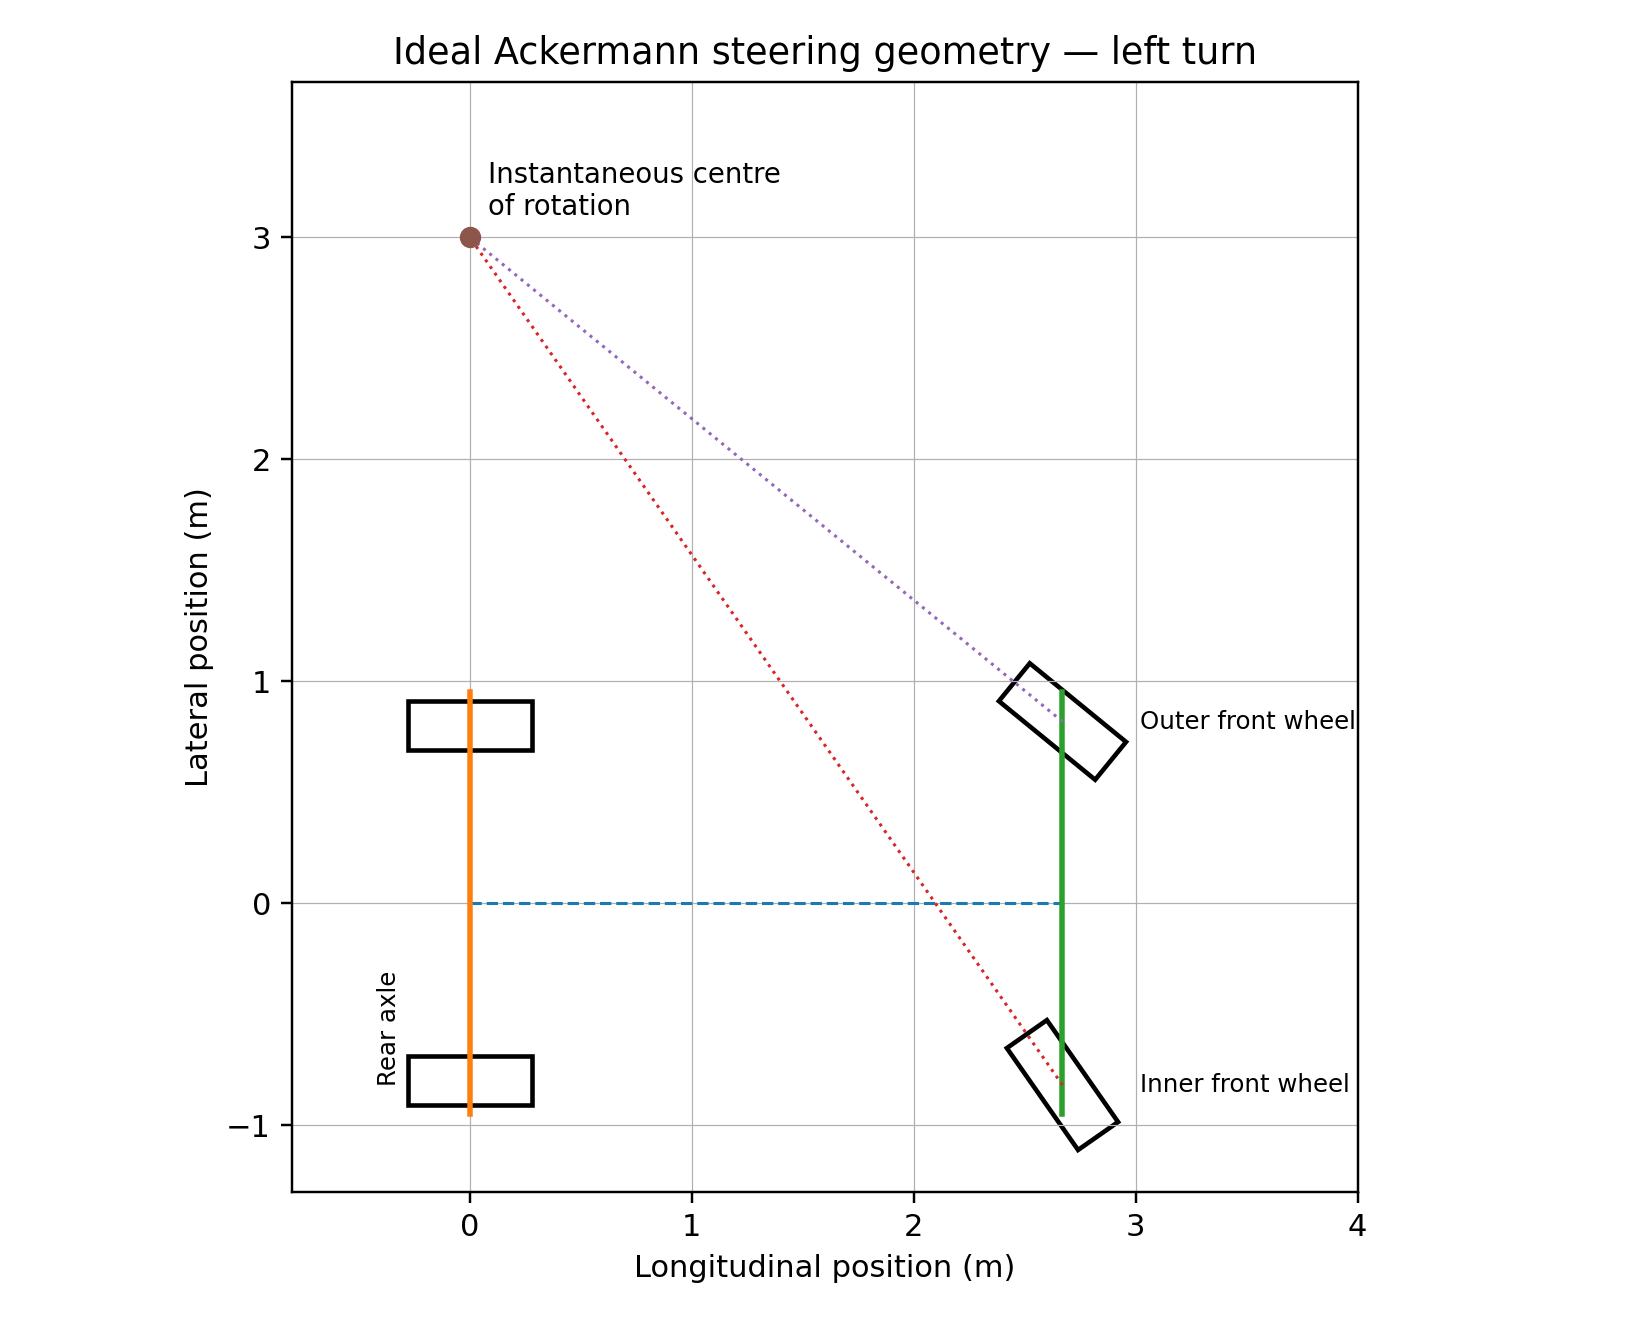 Ideal Ackermann steering geometry — left turn
Instantaneous centre
of rotation
3
2
1
0
−1
Lateral position (m)
Outer front wheel
Rear axle
Inner front wheel
0
1
2
3
4
Longitudinal position (m)